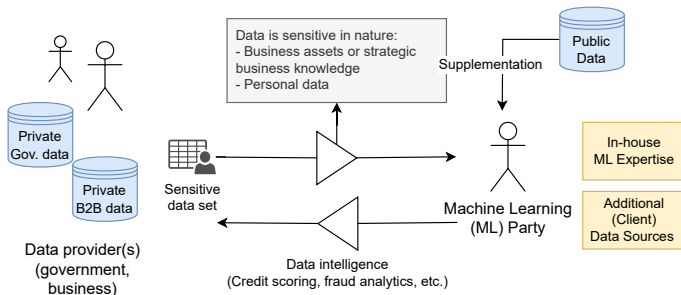 Data is sensitive in nature:
- Business assets or strategic
business knowledge
- Personal data
Public
Data
Supplementation
Private
Gov. data
Private
B2B data
Sensitive
data set
In-house
ML Expertise
Machine Learning
(ML) Party
Additional
(Client)
Data Sources
Data provider(s)
(government,
business)
Data intelligence
(Credit scoring, fraud analytics, etc.)